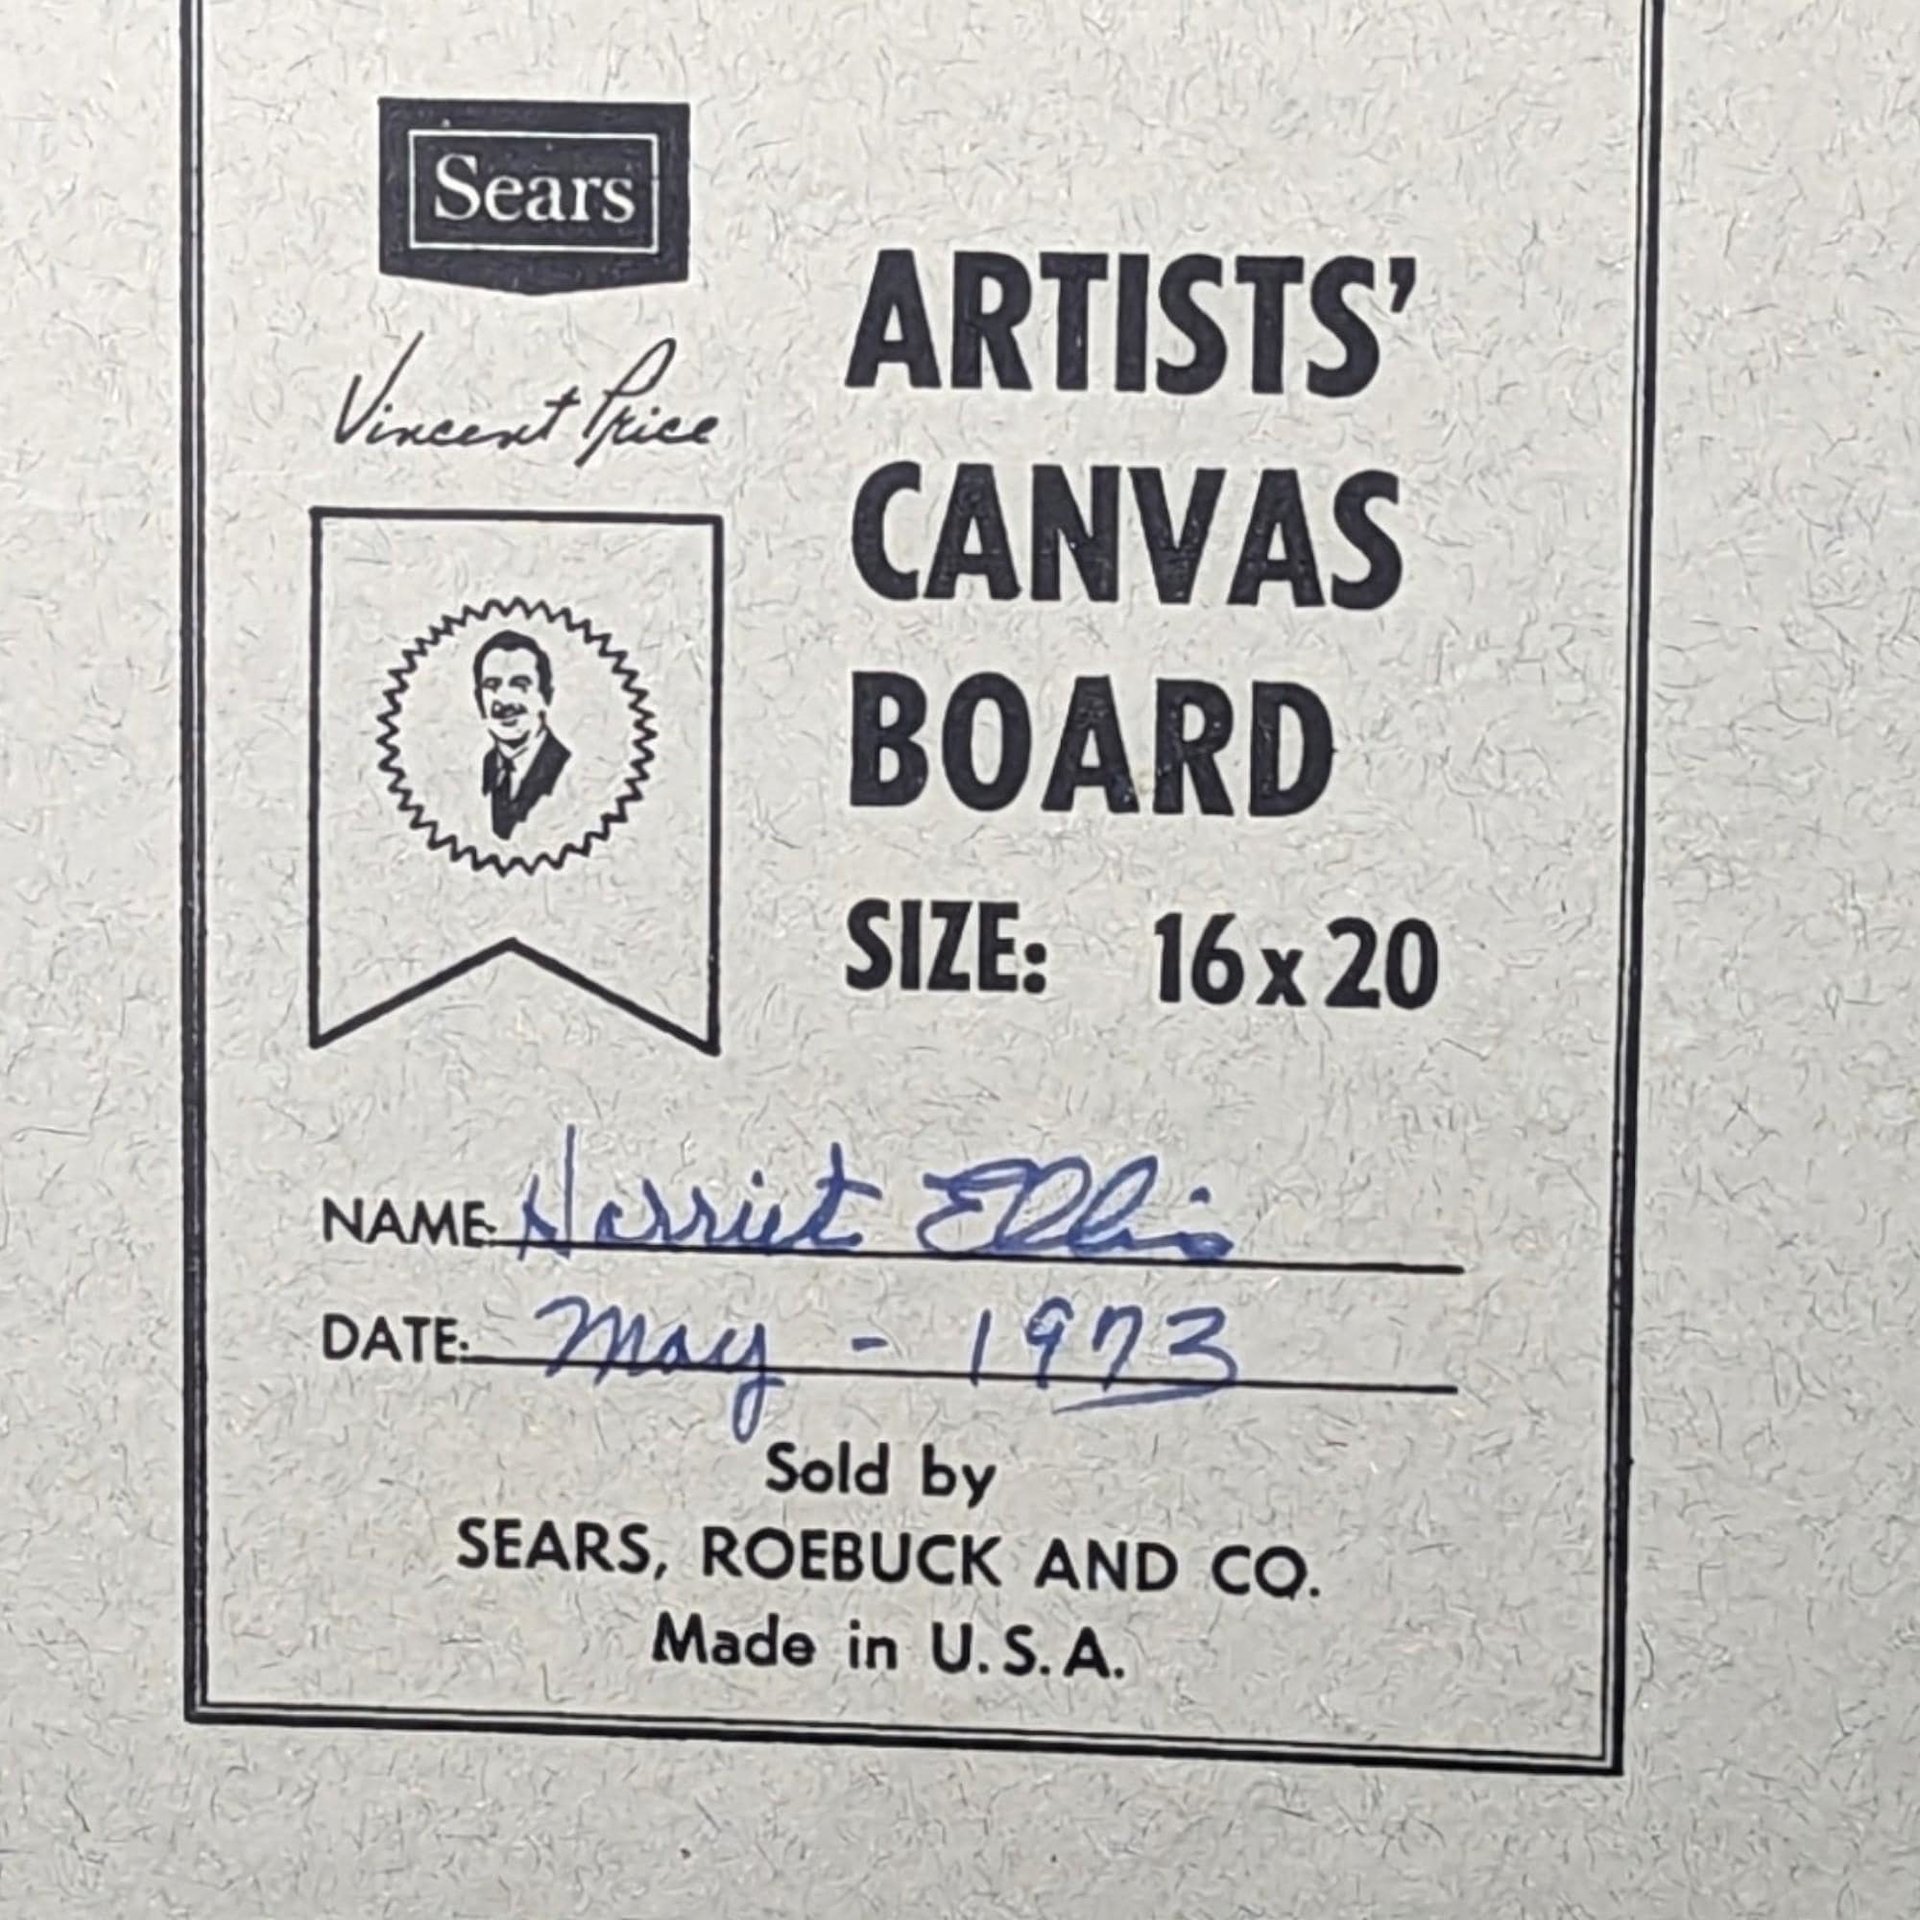 Sears
Vincent Price
ARTISTS'
CANVAS
BOARD
SIZE: 16 x 20
NAME: Harriet Ellis
DATE: May - 1973
Sold by
SEARS, ROEBUCK AND CO.
Made in U.S.A.